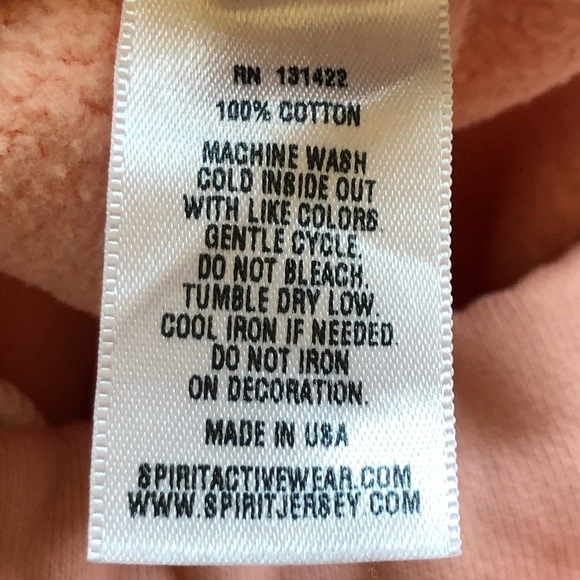 RN 131422
100% COTTON
MACHINE WASH
COLD INSIDE OUT
WITH LIKE COLORS.
GENTLE CYCLE.
DO NOT BLEACH.
TUMBLE DRY LOW.
COOL IRON IF NEEDED.
DO NOT IRON
ON DECORATION.
MADE IN USA
SPIRITACTIVEWEAR.COM
WWW.SPIRITJERSEY.COM